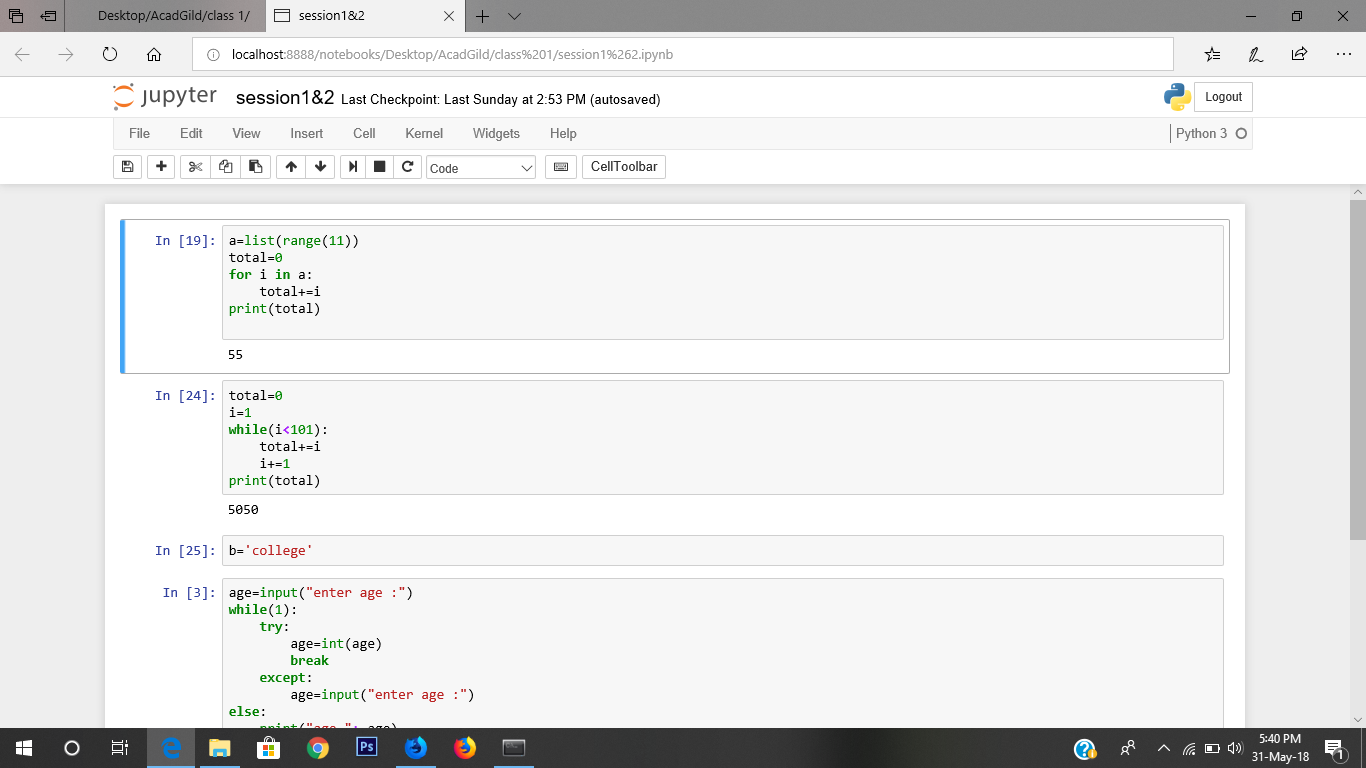 Desktop/AcadGild/class 1/
session1&2
localhost:8888/notebooks/Desktop/AcadGild/class%201/session1%262.ipynb
jupyter session1&2 Last Checkpoint: Last Sunday at 2:53 PM (autosaved)
Logout
File Edit View Insert Cell Kernel Widgets Help
Python 3
Code
CellToolbar
In [19]:
a=list(range(11))
total=0
for i in a:
    total+=i
print(total)
55
In [24]:
total=0
i=1
while(i<101):
    total+=i
    i+=1
print(total)
5050
In [25]:
b='college'
In [3]:
age=input("enter age :")
while(1):
    try:
        age=int(age)
        break
    except:
        age=input("enter age :")
else:
    print("age ": age)
Ps
5:40 PM
31-May-18
1